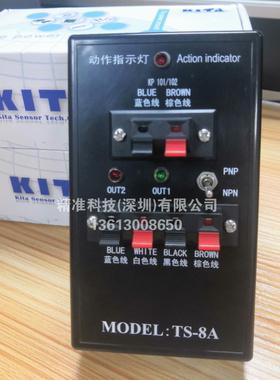 KITA
KITA
Kita Sensor Tech.
动作指示灯 Action indicator
KP 101/102
BLUE BROWN
蓝色线 棕色线
OUT2 OUT1
PNP
NPN
精准科技(深圳)有限公司
13613008650
BLUE WHITE BLACK BROWN
蓝色线 白色线 黑色线 棕色线
MODEL:TS-8A